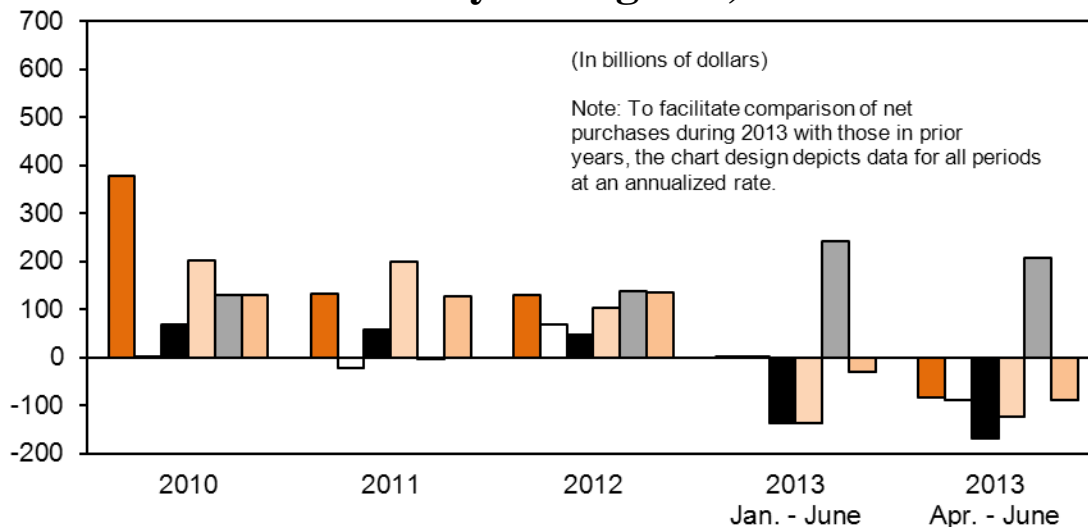 700
600
500
400
300
200
100
0
-100
-200
(In billions of dollars)
Note: To facilitate comparison of net
purchases during 2013 with those in prior
years, the chart design depicts data for all periods
at an annualized rate.
2010 2011 2012 2013 2013
Jan. - June Apr. - June